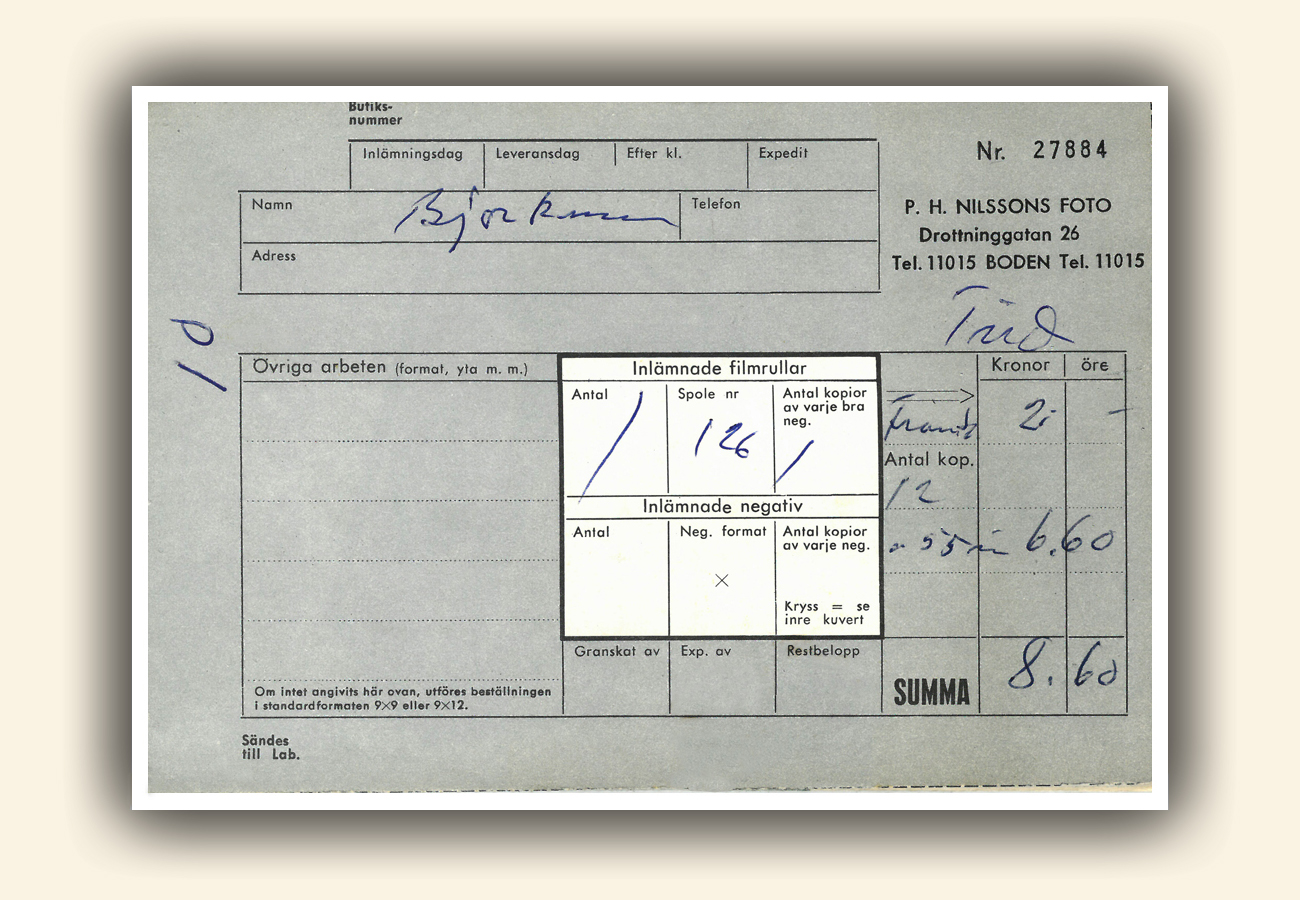 Butiks-
nummer
Inlämningsdag Leveransdag Efter kl. Expedit
Nr. 27884
Namn Björkman Telefon
Adress
P. H. NILSSONS FOTO
Drottninggatan 26
Tel. 11015 BODEN Tel. 11015
Övriga arbeten (format, yta m. m.)
Om intet angivits här ovan, utföres beställningen
i standardformaten 9×9 eller 9×12.
Inlämnade filmrullar
Antal Spole nr Antal kopior
av varje bra
neg.
/ 126 /
Inlämnade negativ
Antal Neg. format Antal kopior
av varje neg.
×
Kryss = se
inre kuvert
Granskat av Exp. av Restbelopp
Kronor öre
Framk 2:-
Antal kop.
12
55 6.60
SUMMA 8.60
Sändes
till Lab.